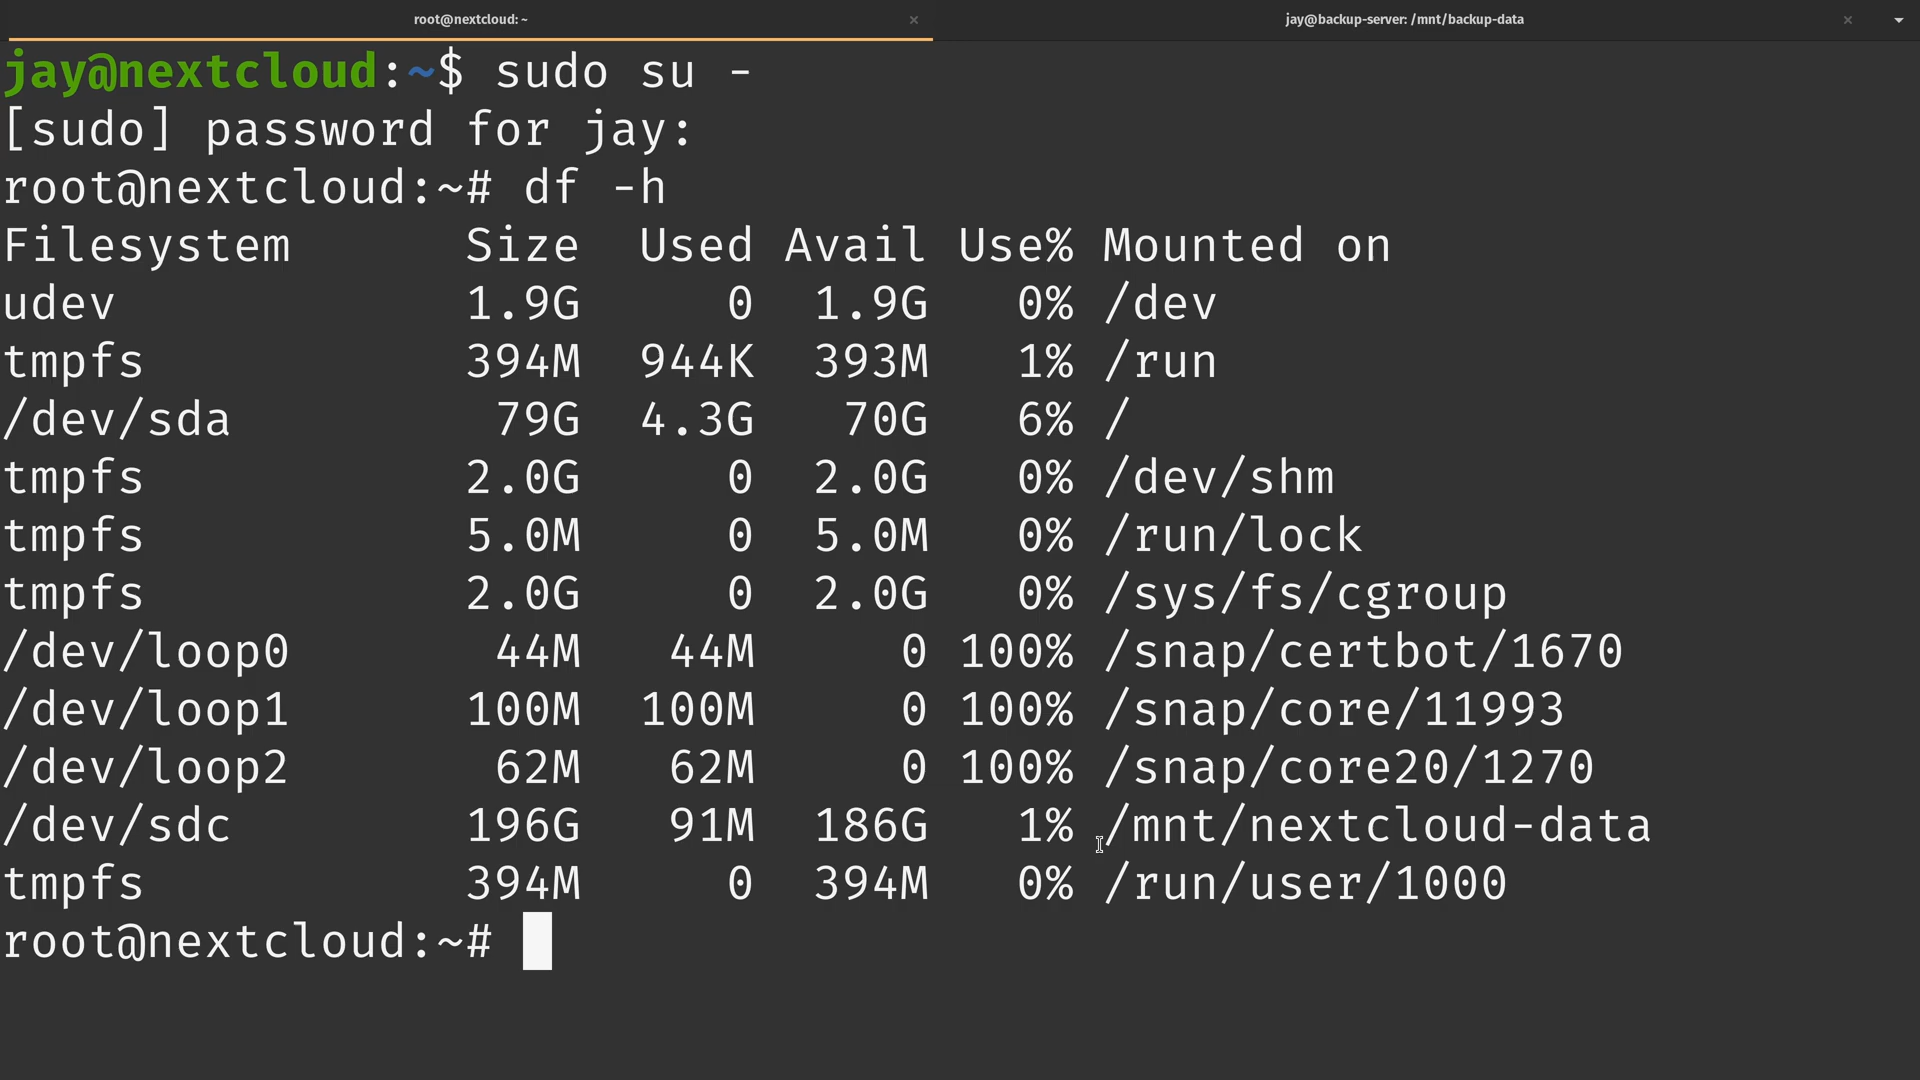 root@nextcloud: ~ × jay@backup-server: /mnt/backup-data ×
jay@nextcloud:~$ sudo su -
[sudo] password for jay:
root@nextcloud:~# df -h
Filesystem      Size  Used Avail Use% Mounted on
udev            1.9G     0  1.9G   0% /dev
tmpfs           394M  944K  393M   1% /run
/dev/sda         79G  4.3G   70G   6% /
tmpfs           2.0G     0  2.0G   0% /dev/shm
tmpfs           5.0M     0  5.0M   0% /run/lock
tmpfs           2.0G     0  2.0G   0% /sys/fs/cgroup
/dev/loop0       44M   44M     0 100% /snap/certbot/1670
/dev/loop1      100M  100M     0 100% /snap/core/11993
/dev/loop2       62M   62M     0 100% /snap/core20/1270
/dev/sdc        196G   91M  186G   1% /mnt/nextcloud-data
tmpfs           394M     0  394M   0% /run/user/1000
root@nextcloud:~#